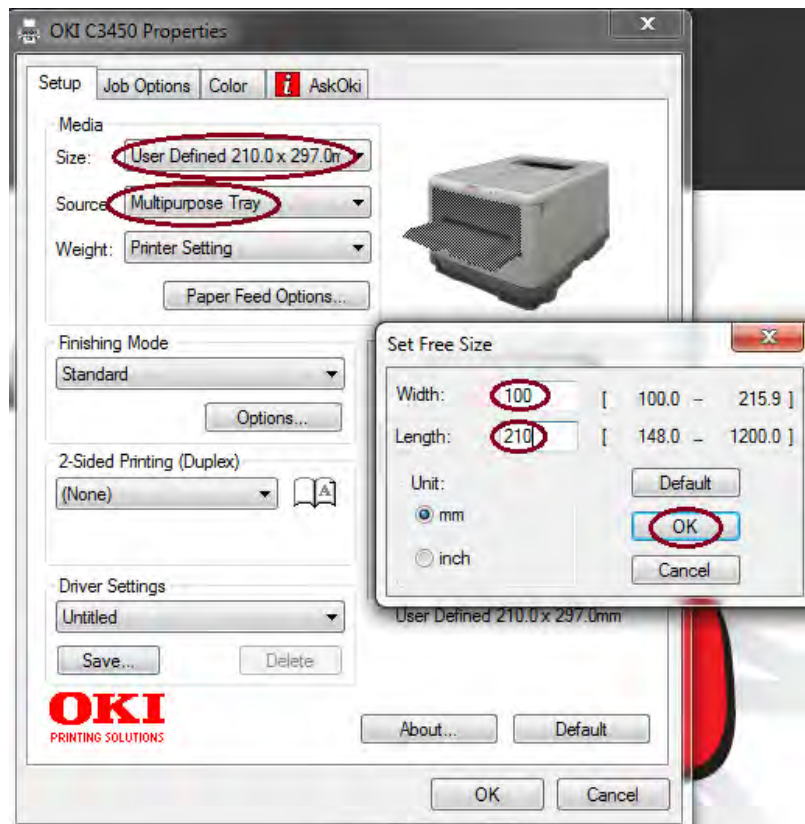 OKI C3450 Properties
x
Setup Job Options Color i AskOki
Media
Size: User Defined 210.0 x 297.0m
Source Multipurpose Tray
Weight: Printer Setting
Paper Feed Options...
Finishing Mode
Standard
Options...
2-Sided Printing (Duplex)
(None) A
Driver Settings
Untitled
Save... Delete
OKI
PRINTING SOLUTIONS
Set Free Size
x
Width: 100 [ 100.0 – 215.9 ]
Length: 210 [ 148.0 – 1200.0 ]
Unit:
mm
inch
Default
OK
Cancel
User Defined 210.0 x 297.0mm
About... Default
OK Cancel